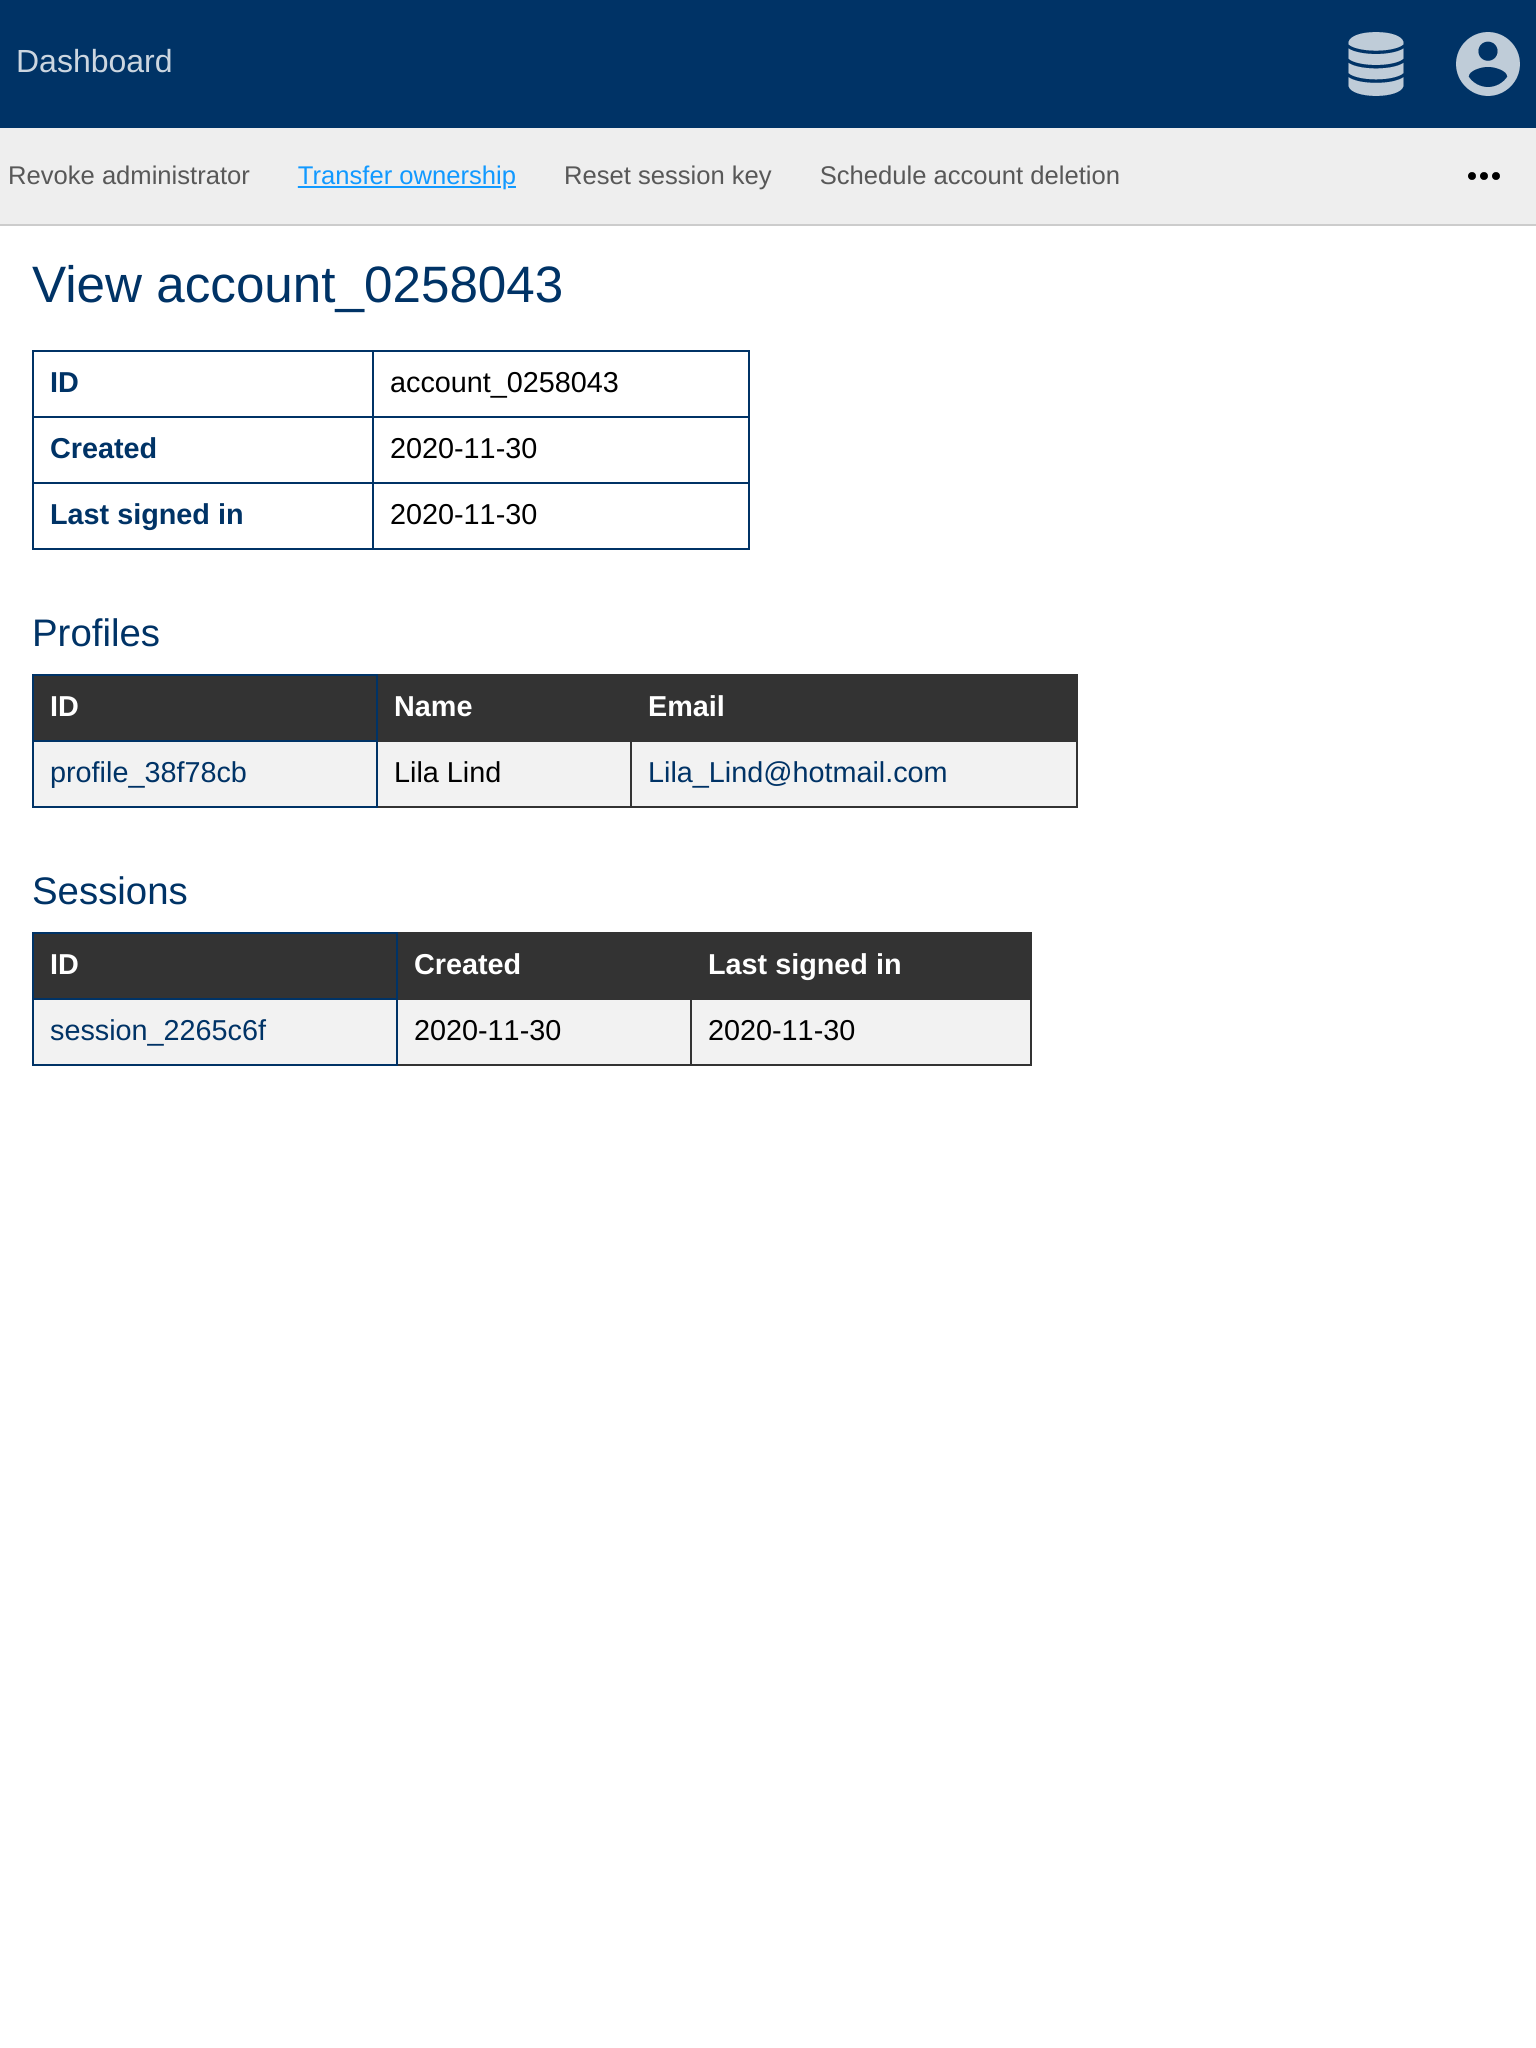 Dashboard
Revoke administrator Transfer ownership Reset session key Schedule account deletion
View account_0258043
ID account_0258043
Created 2020-11-30
Last signed in 2020-11-30
Profiles
ID Name Email
profile_38f78cb Lila Lind Lila_Lind@hotmail.com
Sessions
ID Created Last signed in
session_2265c6f 2020-11-30 2020-11-30